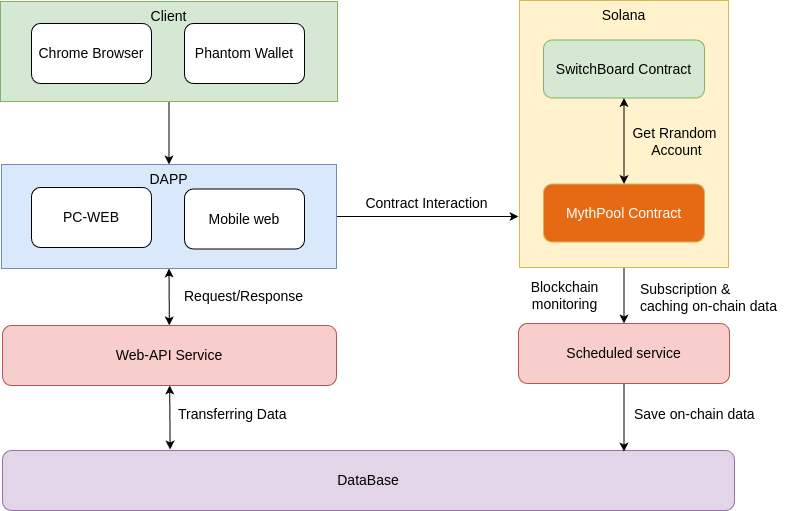 Client
Chrome Browser
Phantom Wallet
Solana
SwitchBoard Contract
Get Rrandom
Account
MythPool Contract
DAPP
PC-WEB
Mobile web
Contract Interaction
Request/Response
Blockchain
monitoring
Subscription &
caching on-chain data
Web-API Service
Scheduled service
Transferring Data
Save on-chain data
DataBase